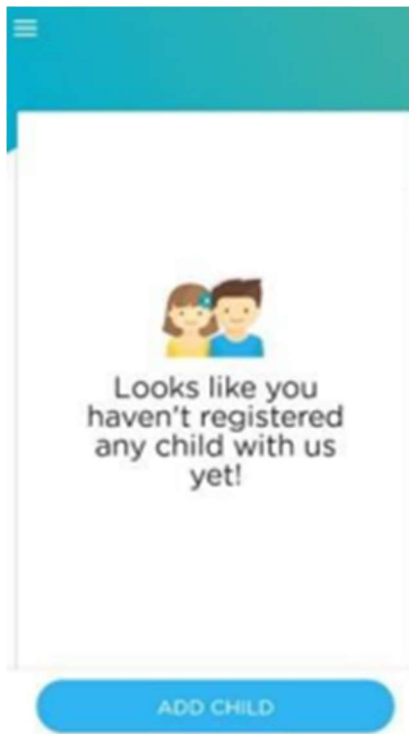 Looks like you
haven't registered
any child with us
yet!
ADD CHILD